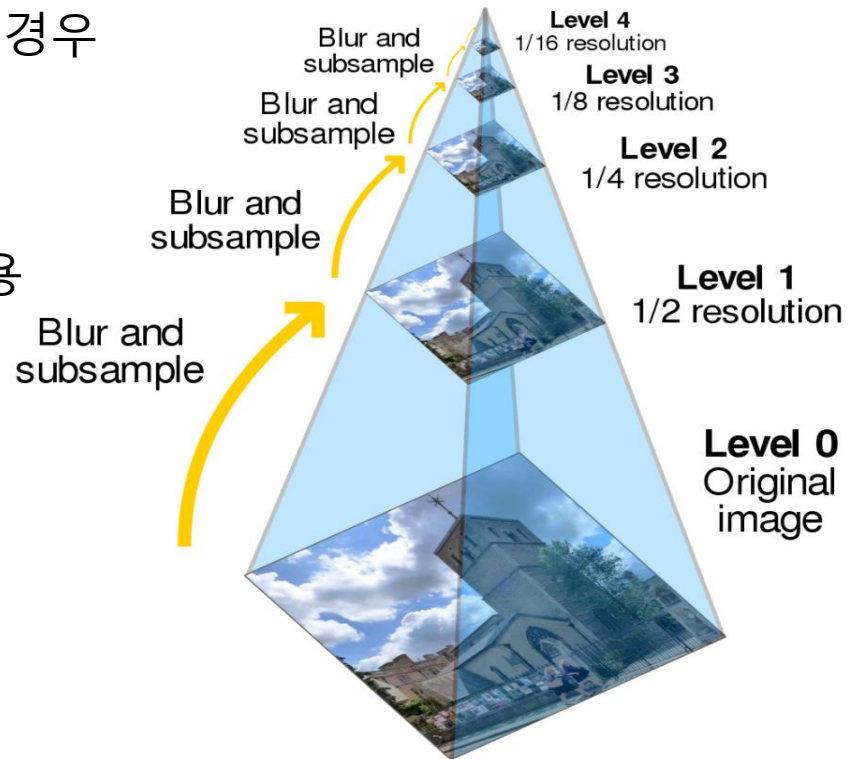 경우
Level 4
1/16 resolution
Blur and
subsample
Level 3
1/8 resolution
Blur and
subsample
Level 2
1/4 resolution
Blur and
subsample
용
Level 1
1/2 resolution
Blur and
subsample
Level 0
Original
image